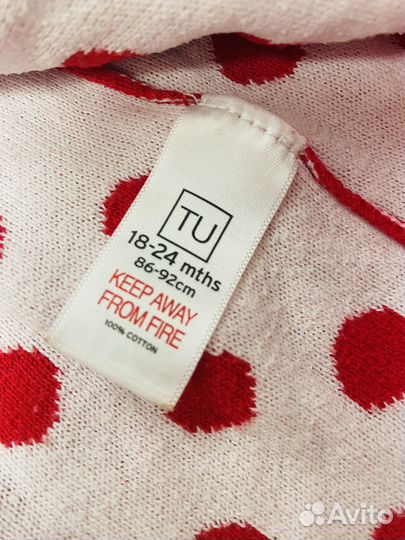 TU
18-24 mths
86-92cm
KEEP AWAY
FROM FIRE
100% COTTON
Avito